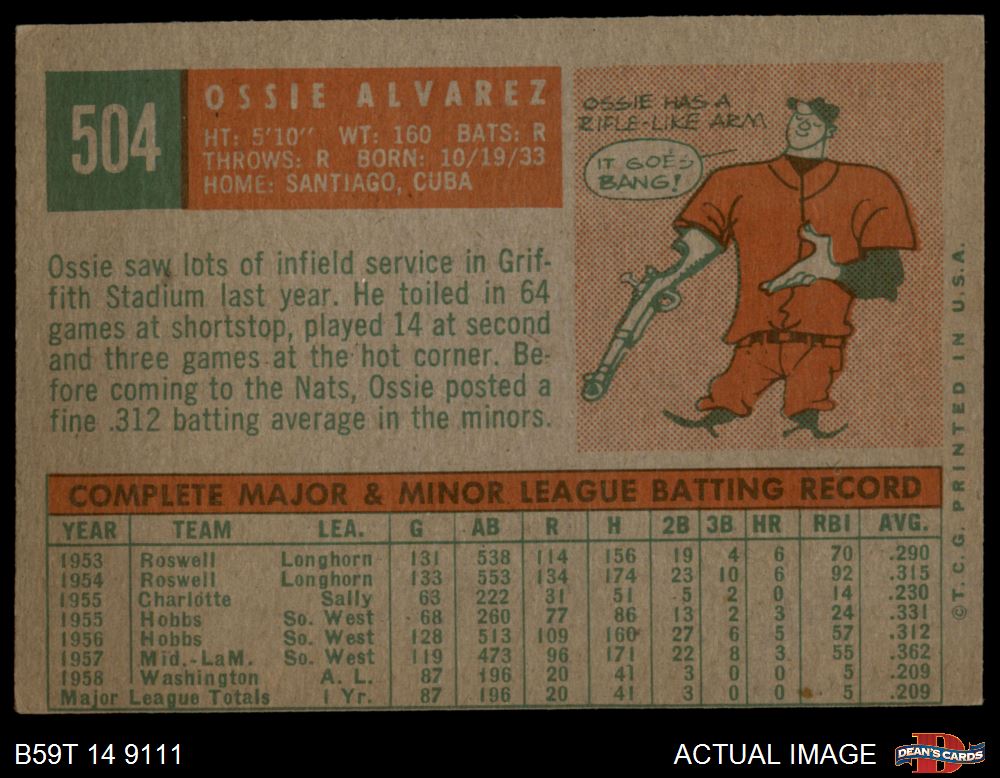 504
OSSIE ALVAREZ
HT: 5'10" WT: 160 BATS: R
THROWS: R BORN: 10/19/33
HOME: SANTIAGO, CUBA
OSSIE HAS A
RIFLE-LIKE ARM
IT GOES
BANG!
Ossie saw lots of infield service in Grif-
fith Stadium last year. He toiled in 64
games at shortstop, played 14 at second
and three games at the hot corner. Be-
fore coming to the Nats, Ossie posted a
fine .312 batting average in the minors.
COMPLETE MAJOR & MINOR LEAGUE BATTING RECORD
YEAR TEAM LEA. G AB R H 2B 3B HR RBI AVG.
1953 Roswell Longhorn 131 538 114 156 19 4 6 70 .290
1954 Roswell Longhorn 133 553 134 174 23 10 6 92 .315
1955 Charlotte Sally 63 222 31 51 5 2 0 14 .230
1955 Hobbs So. West 68 260 77 86 13 2 3 24 .331
1956 Hobbs So. West 128 513 109 160 27 6 5 57 .312
1957 Mid.-LaM. So. West 119 473 96 171 22 8 3 55 .362
1958 Washington A. L. 87 196 20 41 3 0 0 5 .209
Major League Totals 1 Yr. 87 196 20 41 3 0 0 5 .209
© T. C. G. PRINTED IN U.S.A.
B59T 14 9111
ACTUAL IMAGE
DEAN'S CARDS